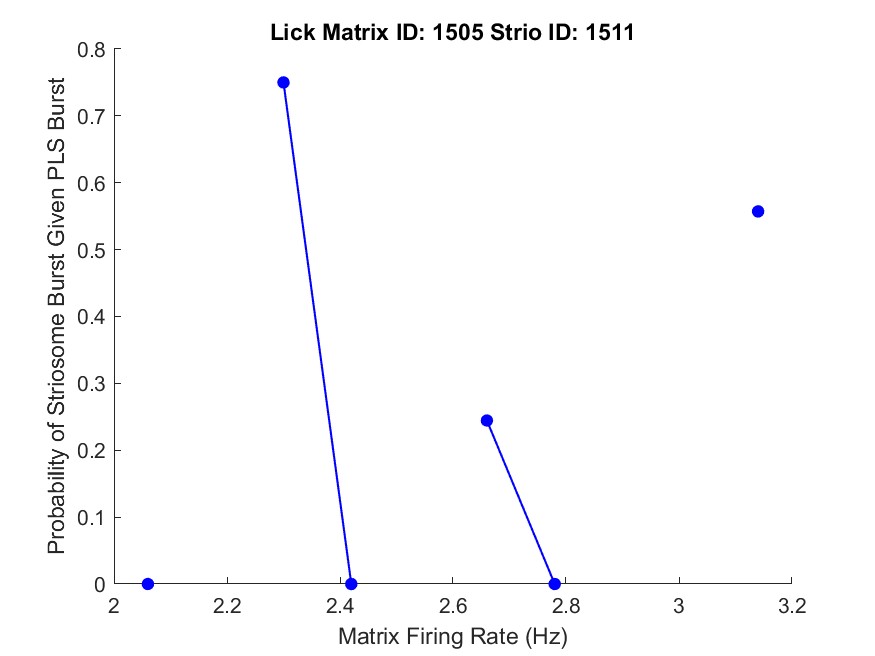 Lick Matrix ID: 1505 Strio ID: 1511
Probability of Striosome Burst Given PLS Burst
0.8
0.7
0.6
0.5
0.4
0.3
0.2
0.1
0
2 2.2 2.4 2.6 2.8 3 3.2
Matrix Firing Rate (Hz)